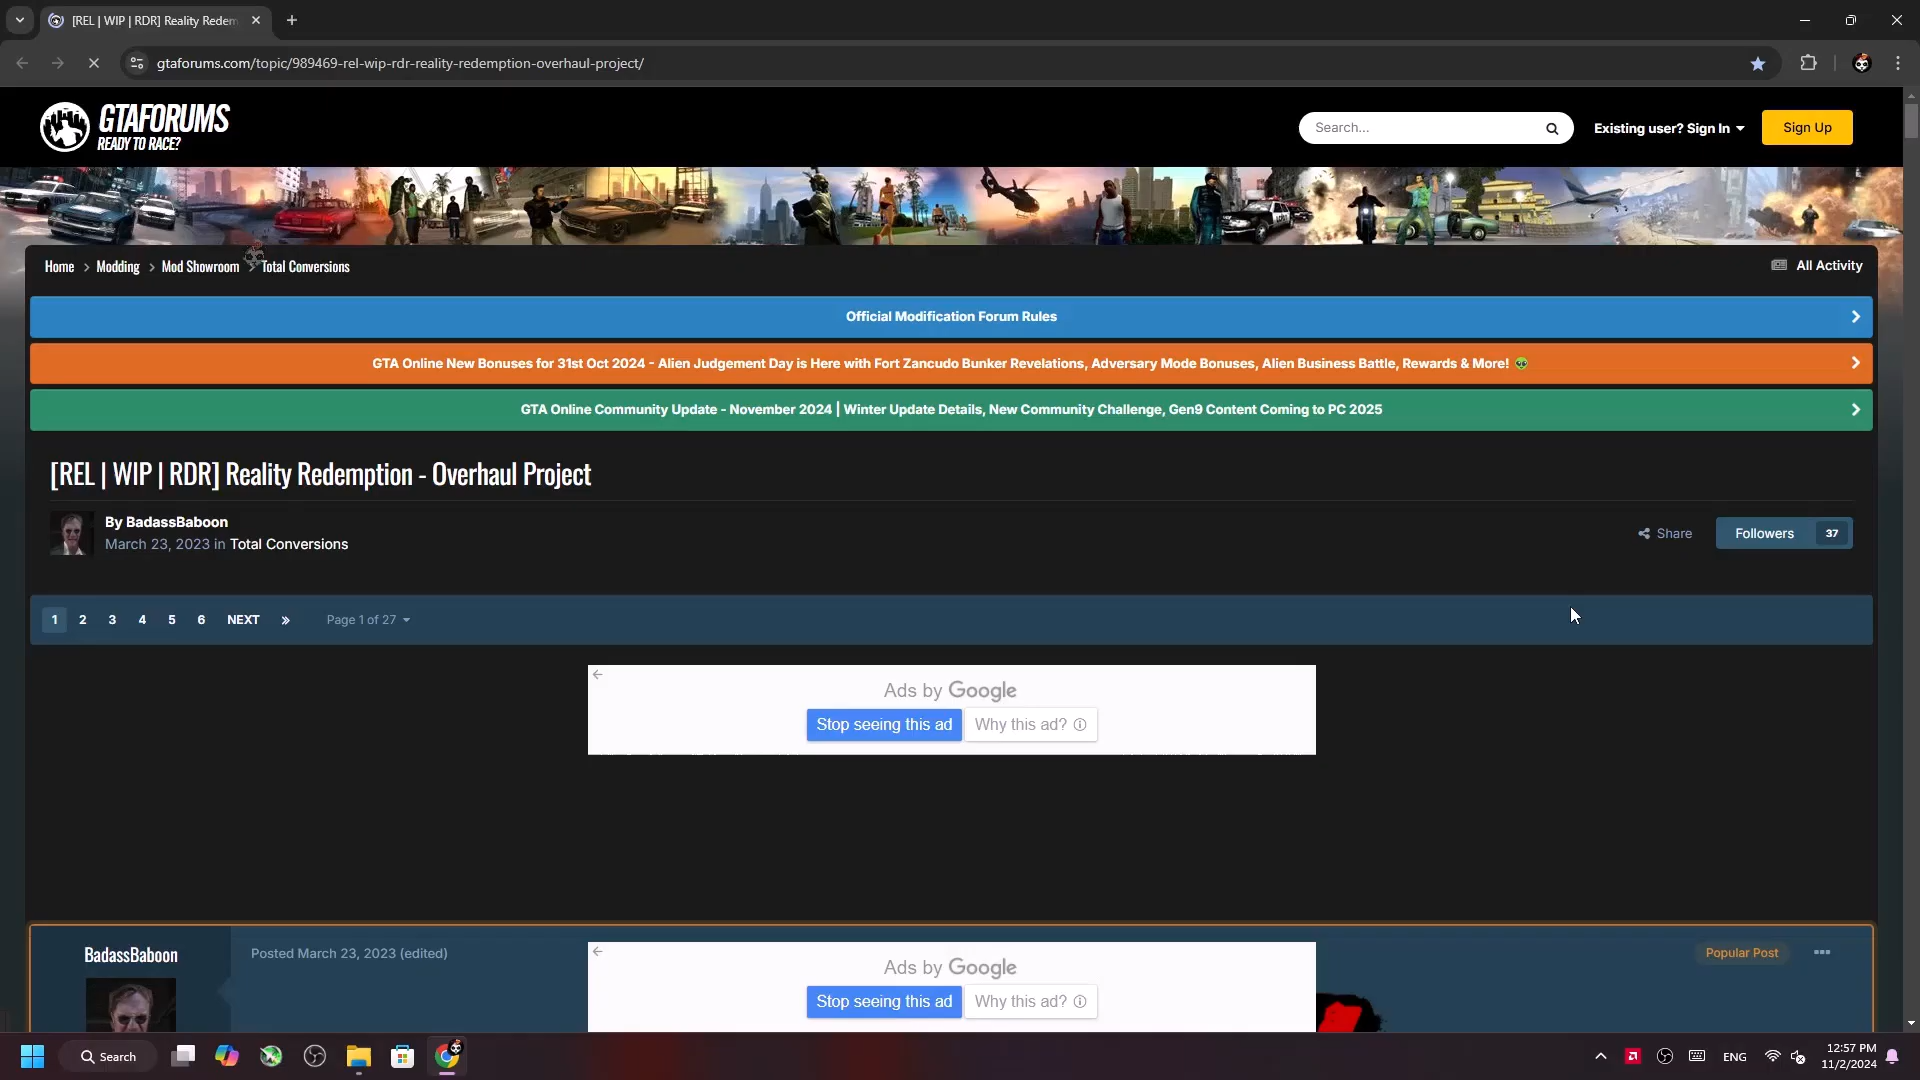 [REL | WIP | RDR] Reality Redem
gtaforums.com/topic/989469-rel-wip-rdr-reality-redemption-overhaul-project/
GTAFORUMS
READY TO RACE?
Search...
Existing user? Sign In
Sign Up
Home
Modding
Mod Showroom
Total Conversions
All Activity
Official Modification Forum Rules
GTA Online New Bonuses for 31st Oct 2024 - Alien Judgement Day is Here with Fort Zancudo Bunker Revelations, Adversary Mode Bonuses, Alien Business Battle, Rewards & More! 👽
GTA Online Community Update - November 2024 | Winter Update Details, New Community Challenge, Gen9 Content Coming to PC 2025
[REL | WIP | RDR] Reality Redemption - Overhaul Project
By BadassBaboon
March 23, 2023 in Total Conversions
Share
Followers 37
1 2 3 4 5 6 NEXT » Page 1 of 27
Ads by Google
Stop seeing this ad
Why this ad?
BadassBaboon
Posted March 23, 2023 (edited)
Popular Post
Ads by Google
Stop seeing this ad
Why this ad?
Search
ENG
12:57 PM
11/2/2024